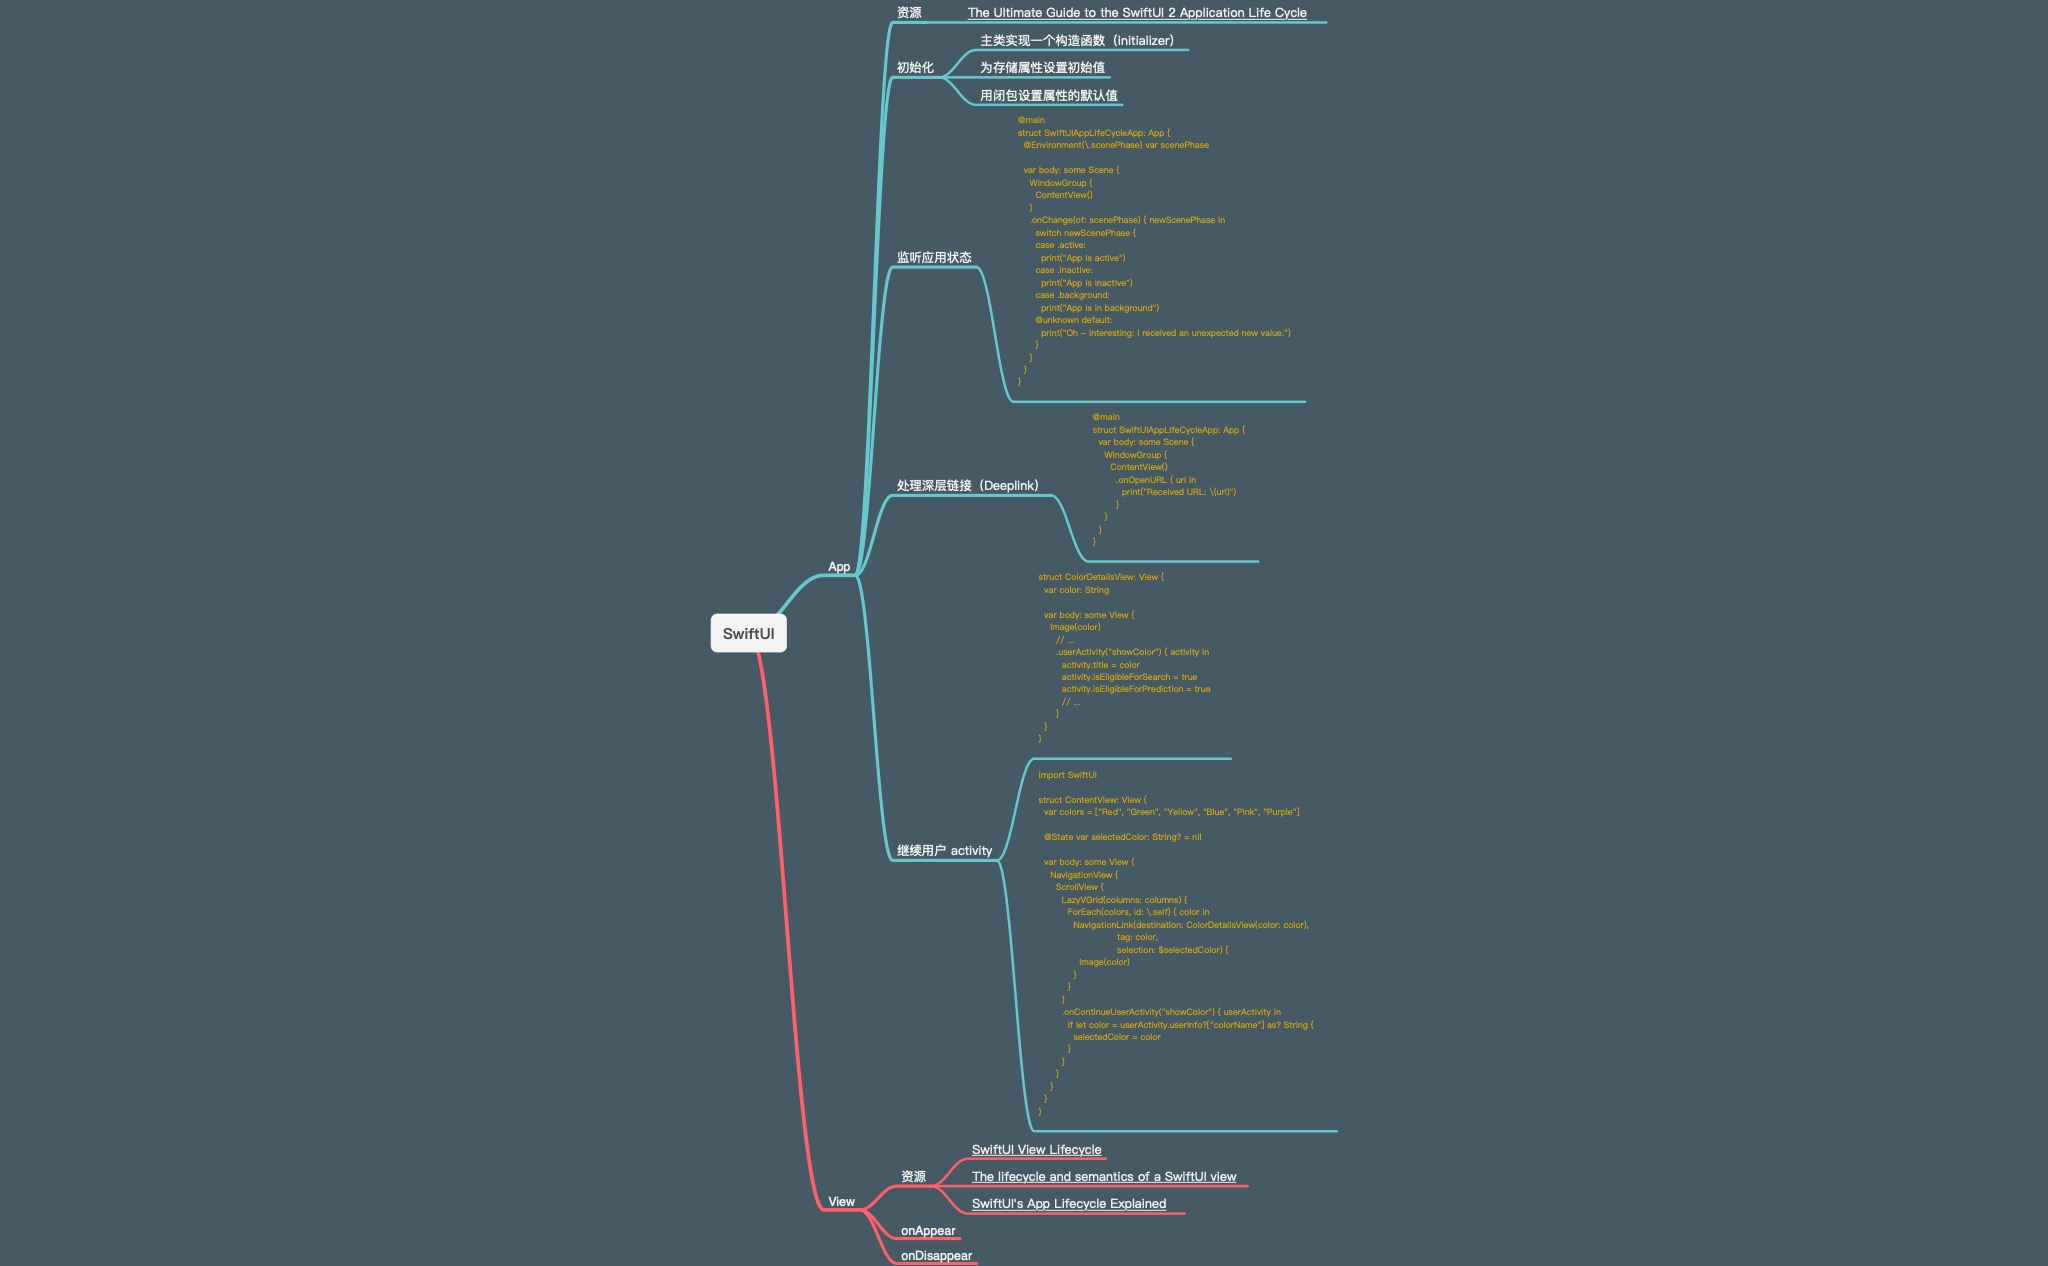 SwiftUI
App
资源
The Ultimate Guide to the SwiftUI 2 Application Life Cycle
初始化
主类实现一个构造函数（initializer）
为存储属性设置初始值
用闭包设置属性的默认值
监听应用状态
@main
struct SwiftUIAppLifeCycleApp: App {
@Environment(\.scenePhase) var scenePhase
var body: some Scene {
WindowGroup {
ContentView()
}
.onChange(of: scenePhase) { newScenePhase in
switch newScenePhase {
case .active:
print("App is active")
case .inactive:
print("App is inactive")
case .background:
print("App is in background")
@unknown default:
print("Oh - interesting: I received an unexpected new value.")
}
}
}
}
处理深层链接（Deeplink）
@main
struct SwiftUIAppLifeCycleApp: App {
var body: some Scene {
WindowGroup {
ContentView()
.onOpenURL { url in
print("Received URL: \(url)")
}
}
}
}
继续用户 activity
struct ColorDetailsView: View {
var color: String
var body: some View {
Image(color)
// ...
.userActivity("showColor") { activity in
activity.title = color
activity.isEligibleForSearch = true
activity.isEligibleForPrediction = true
// ...
}
}
}
import SwiftUI
struct ContentView: View {
var colors = ["Red", "Green", "Yellow", "Blue", "Pink", "Purple"]
@State var selectedColor: String? = nil
var body: some View {
NavigationView {
ScrollView {
LazyVGrid(columns: columns) {
ForEach(colors, id: \.self) { color in
NavigationLink(destination: ColorDetailsView(color: color),
tag: color,
selection: $selectedColor) {
Image(color)
}
}
}
.onContinueUserActivity("showColor") { userActivity in
if let color = userActivity.userInfo?["colorName"] as? String {
selectedColor = color
}
}
}
}
}
}
View
资源
SwiftUI View Lifecycle
The lifecycle and semantics of a SwiftUI view
SwiftUI's App Lifecycle Explained
onAppear
onDisappear